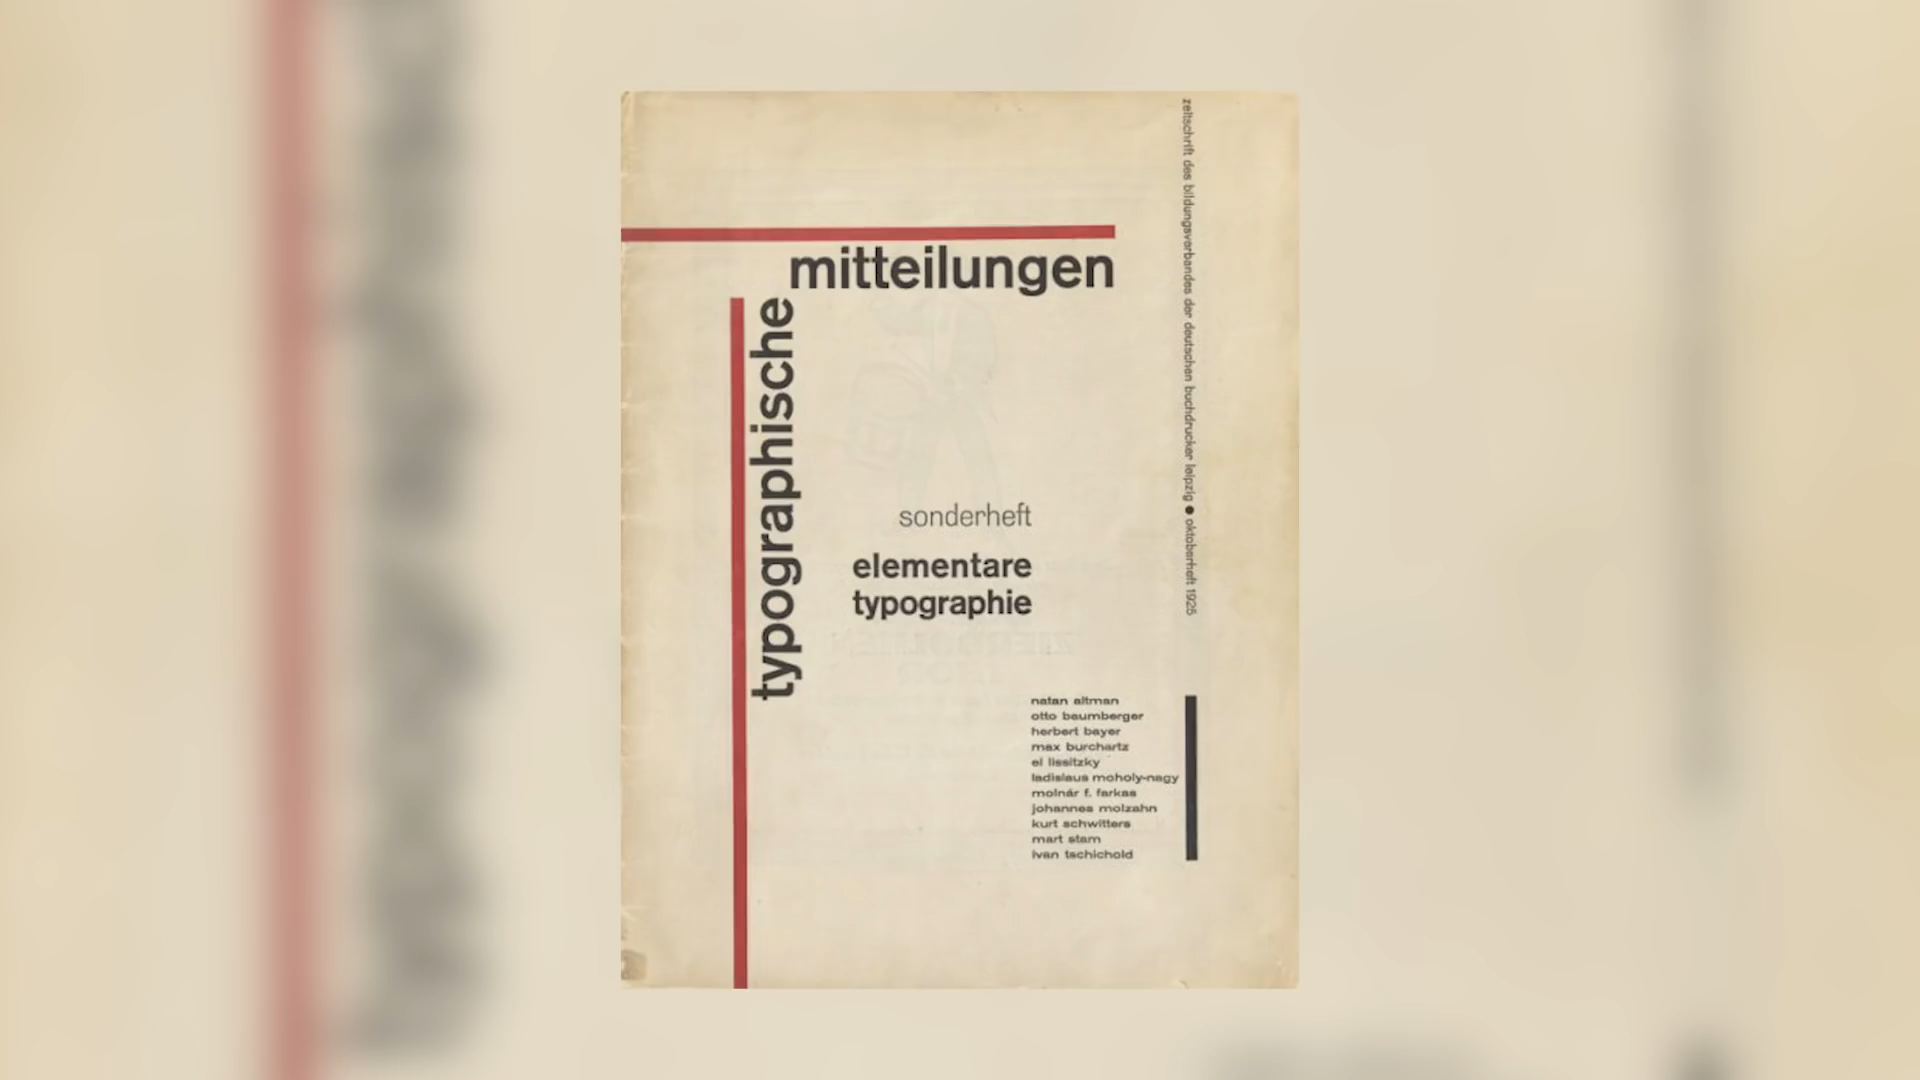 zeitschrift des bildungsverbandes der deutschen buchdrucker leipzig ● oktoberheft 1925
mitteilungen
typographische
sonderheft
elementare
typographie
natan altman
otto baumberger
herbert bayer
max burchartz
el lissitzky
ladislaus moholy-nagy
molnár f. farkas
johannes molzahn
kurt schwitters
mart stam
ivan tschichold